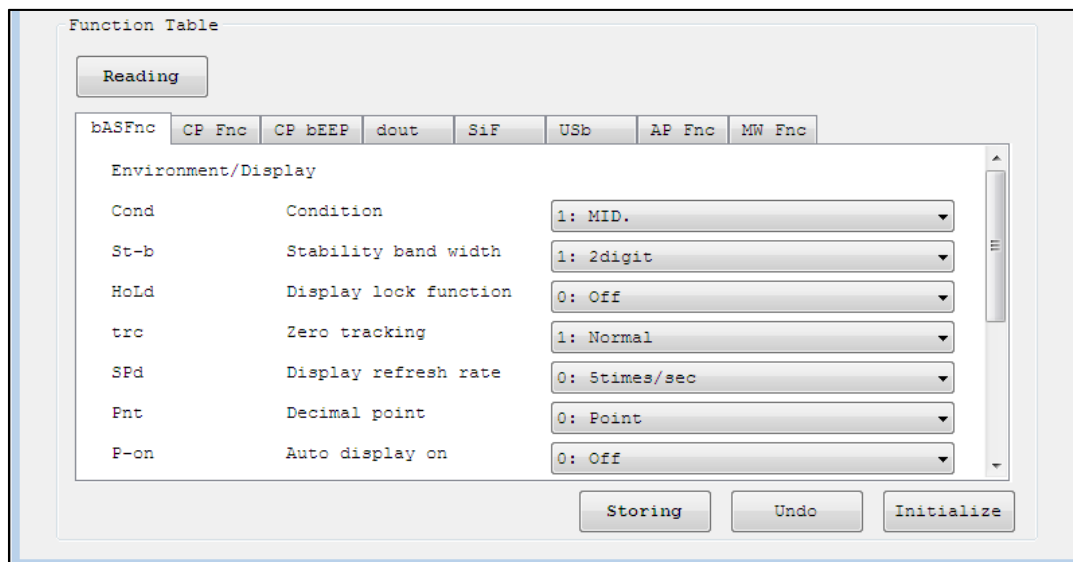 Function Table
Reading
bASFnc CP Fnc CP bEEP dout SiF USb AP Fnc MW Fnc
Environment/Display
Cond Condition 1: MID.
St-b Stability band width 1: 2digit
HoLd Display lock function 0: Off
trc Zero tracking 1: Normal
SPd Display refresh rate 0: 5times/sec
Pnt Decimal point 0: Point
P-on Auto display on 0: Off
Storing Undo Initialize